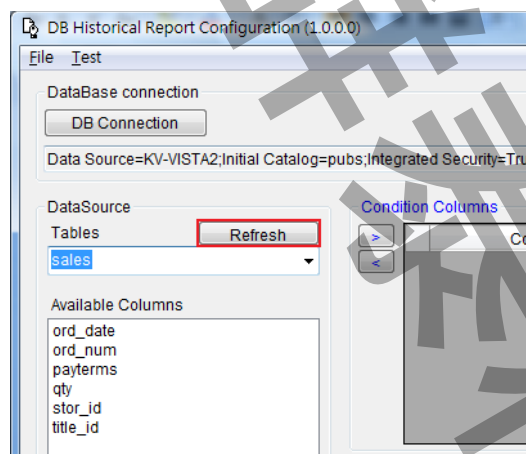 DB Historical Report Configuration (1.0.0.0)
File Test
DataBase connection
DB Connection
Data Source=KV-VISTA2;Initial Catalog=pubs;Integrated Security=Tru
DataSource
Condition Columns
Tables
Refresh
>
Co
sales
<
Available Columns
ord_date
ord_num
payterms
qty
stor_id
title_id